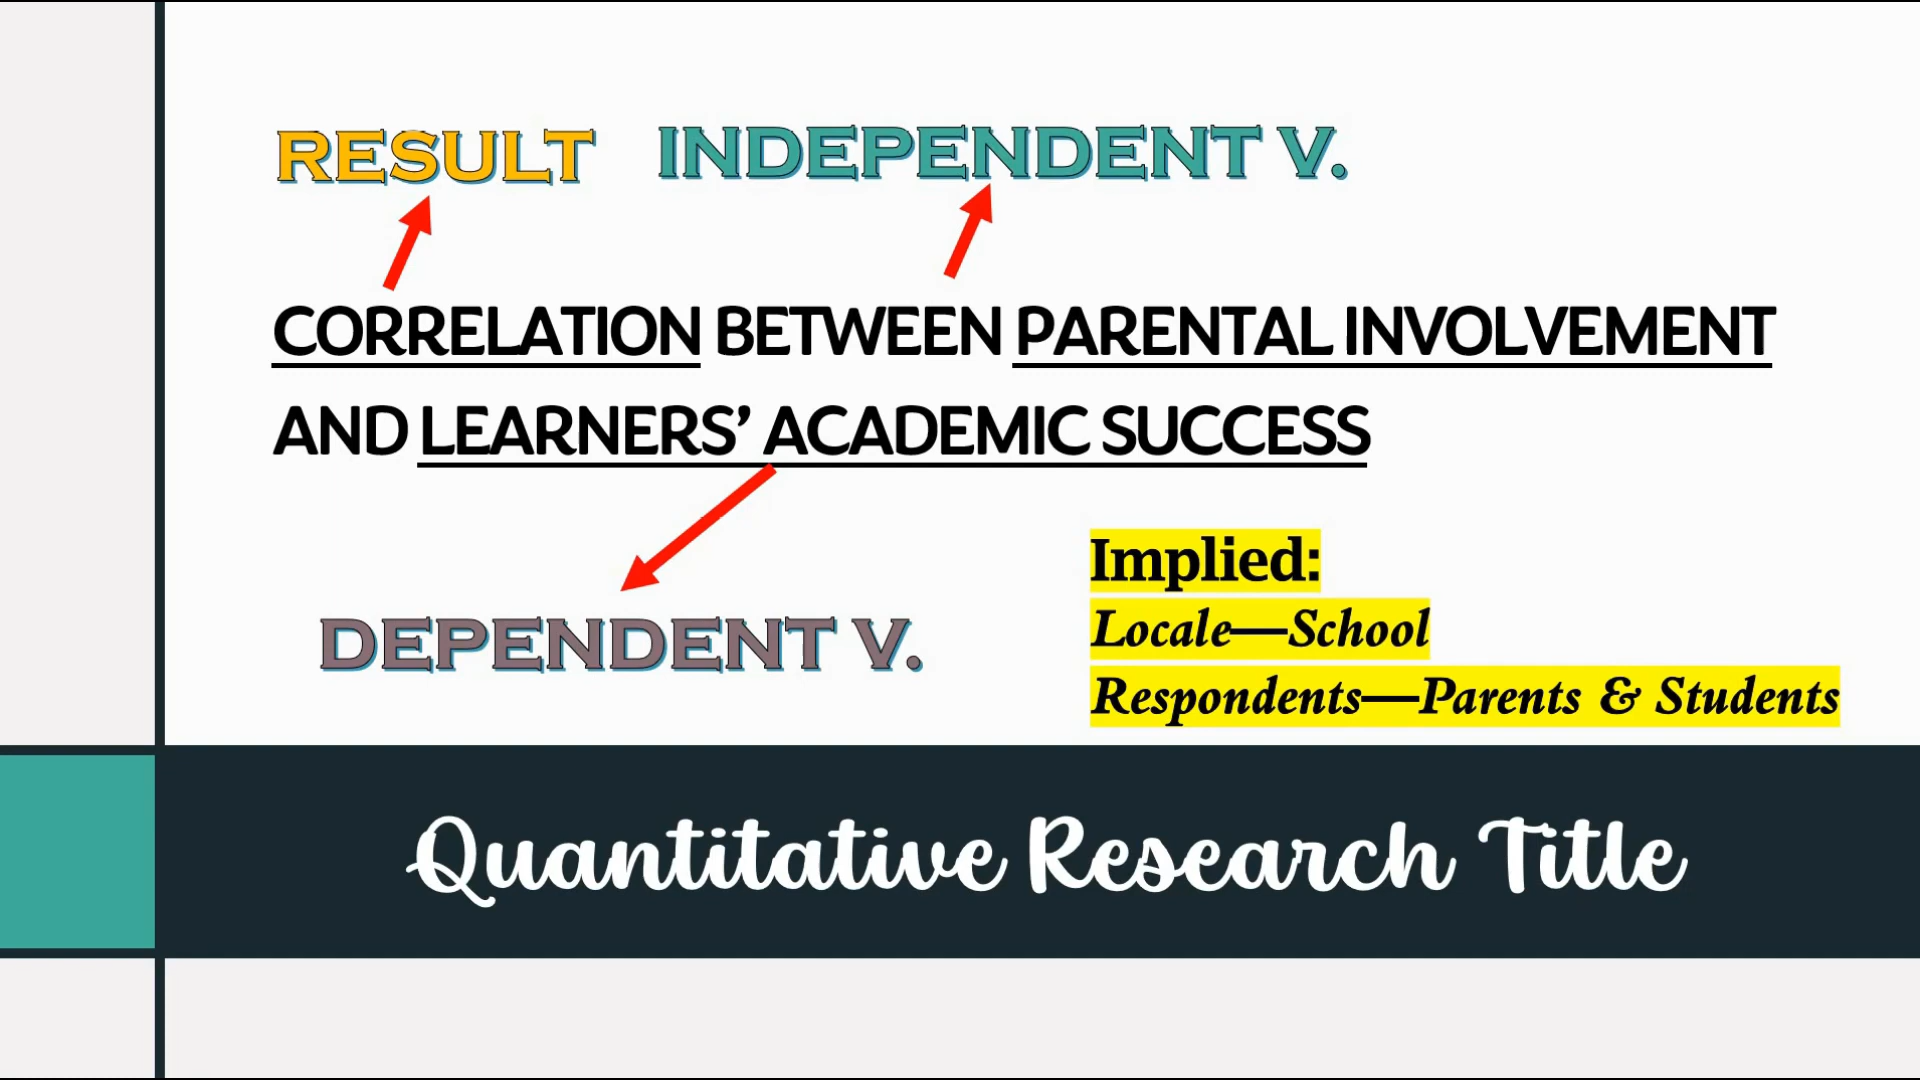 RESULT INDEPENDENT V.
CORRELATION BETWEEN PARENTAL INVOLVEMENT
AND LEARNERS’ ACADEMIC SUCCESS
DEPENDENT V.
Implied:
Locale—School
Respondents—Parents & Students
Quantitative Research Title